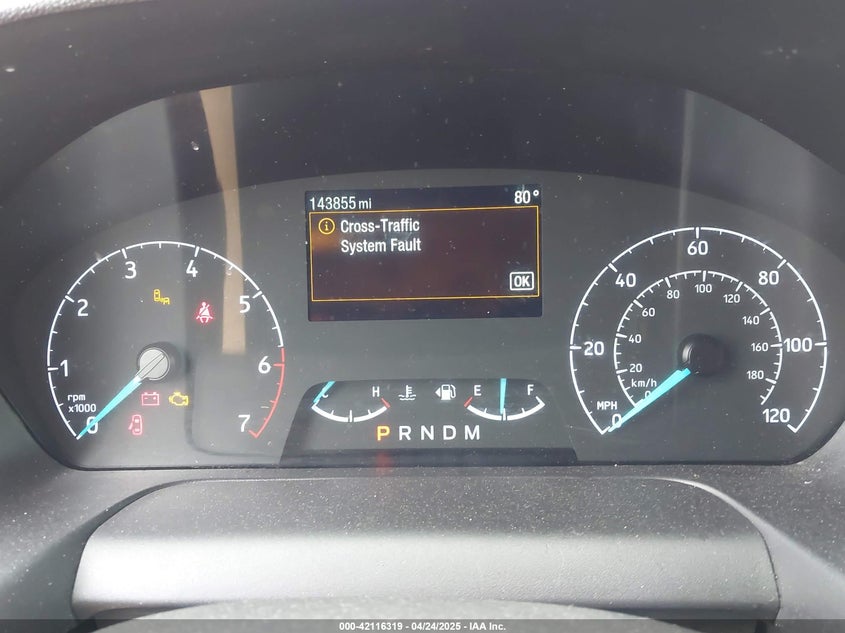 143855 mi 80°
Cross-Traffic
System Fault
OK
0 1 2 3 4 5 6 7
rpm
x1000
C H E F
P R N D M
0 20 40 60 80 100 120
MPH
0 20 40 60 80 100 120 140 160 180
km/h
000-42116319 - 04/24/2025 - IAA Inc.